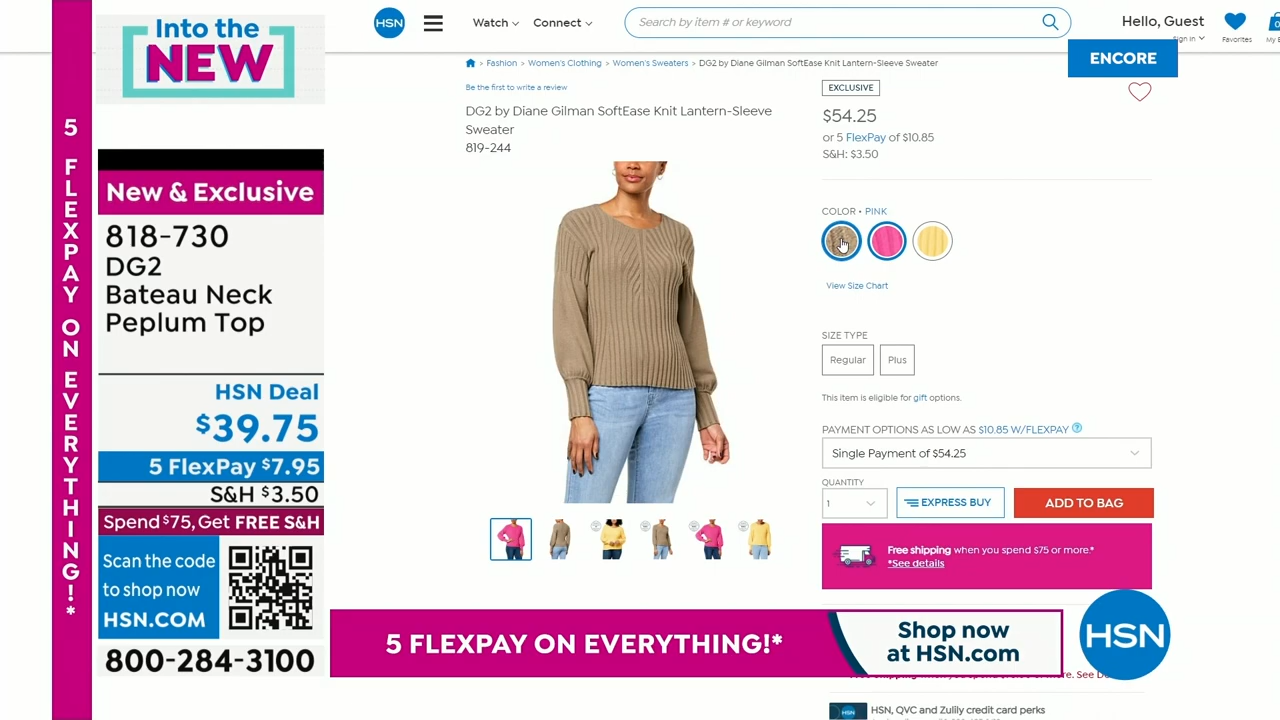 5 FLEXPAY ON EVERYTHING!*
Into the
NEW
New & Exclusive
818-730
DG2
Bateau Neck
Peplum Top
HSN Deal
$39.75
5 FlexPay $7.95
S&H $3.50
Spend $75, Get FREE S&H
Scan the code
to shop now
HSN.COM
800-284-3100
HSN
Watch
Connect
Search by item # or keyword
Hello, Guest
Sign In
Favorites
0
ENCORE
> Fashion > Women's Clothing > Women's Sweaters > DG2 by Diane Gilman SoftEase Knit Lantern-Sleeve Sweater
Be the first to write a review
DG2 by Diane Gilman SoftEase Knit Lantern-Sleeve
Sweater
819-244
EXCLUSIVE
$54.25
or 5 FlexPay of $10.85
S&H: $3.50
COLOR • PINK
View Size Chart
SIZE TYPE
Regular
Plus
This item is eligible for gift options.
PAYMENT OPTIONS AS LOW AS $10.85 W/FLEXPAY ?
Single Payment of $54.25
QUANTITY
1
EXPRESS BUY
ADD TO BAG
Free shipping when you spend $75 or more.*
*See details
5 FLEXPAY ON EVERYTHING!*
Shop now
at HSN.com
HSN
HSN
HSN, QVC and Zulily credit card perks